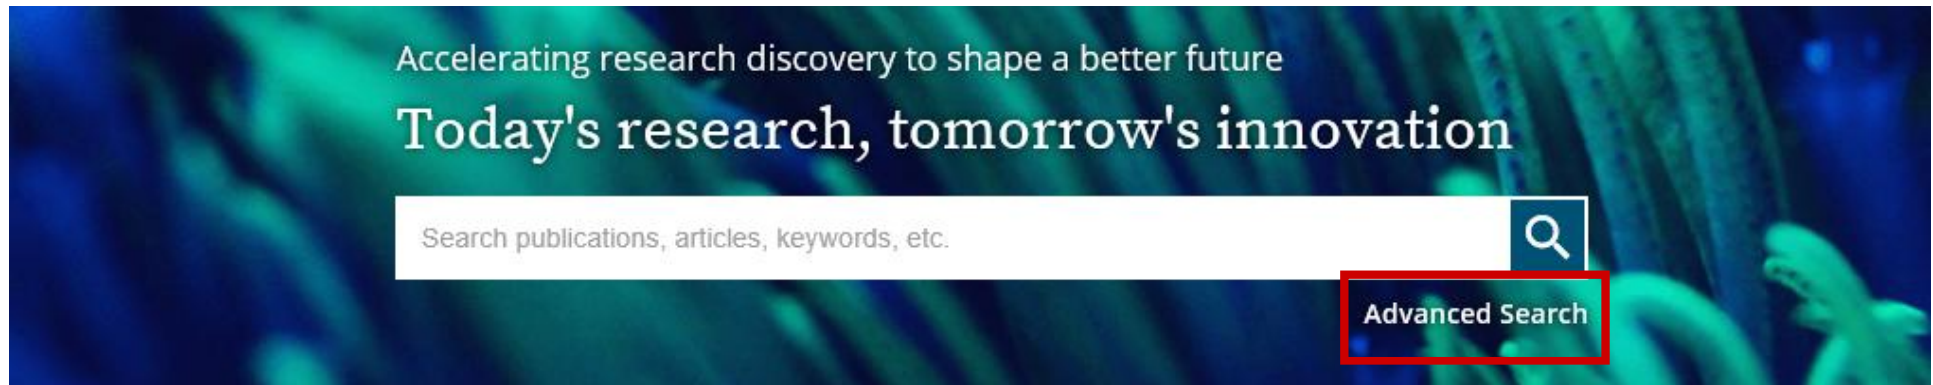 Accelerating research discovery to shape a better future
Today's research, tomorrow's innovation
Search publications, articles, keywords, etc.
Advanced Search